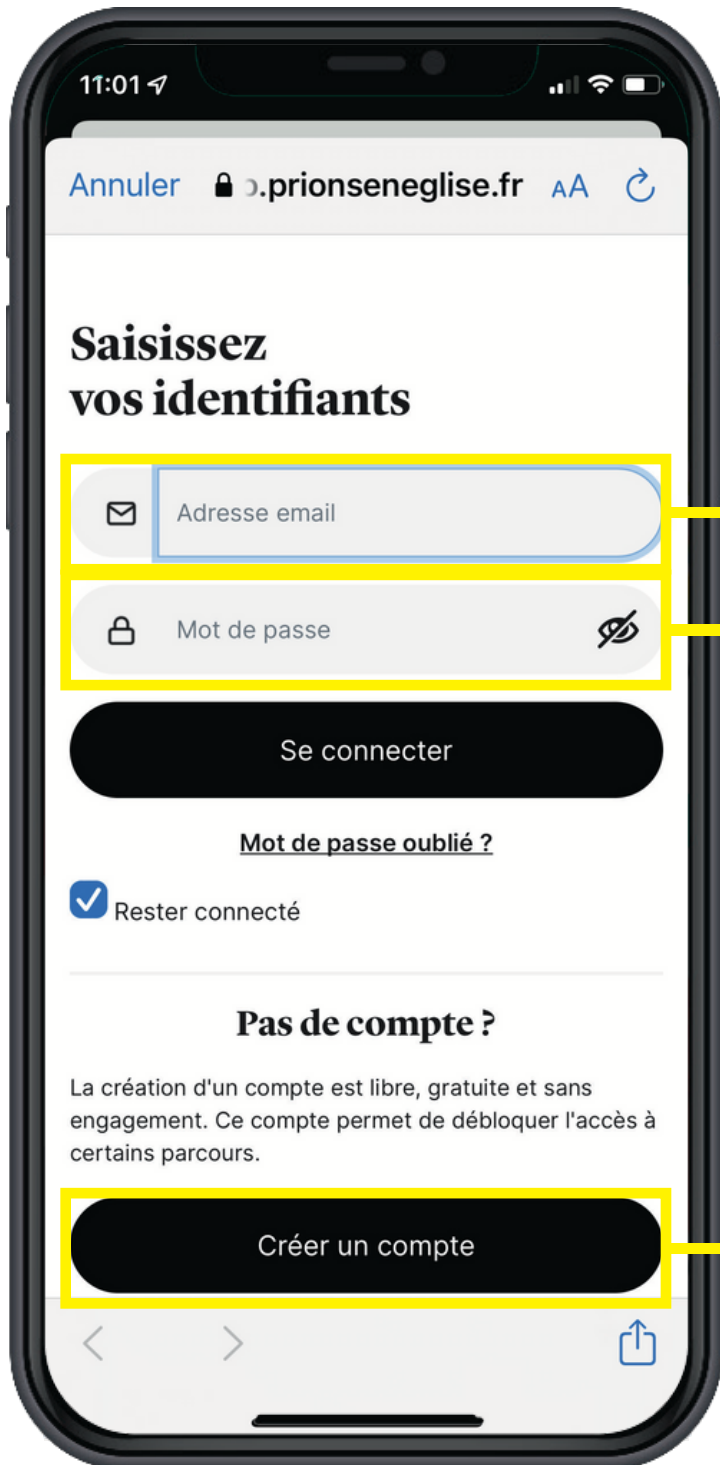 11:01
Annuler .prionseneglise.fr AA
Saisissez
vos identifiants
Adresse email
Mot de passe
Se connecter
Mot de passe oublié ?
Rester connecté
Pas de compte ?
La création d'un compte est libre, gratuite et sans
engagement. Ce compte permet de débloquer l'accès à
certains parcours.
Créer un compte